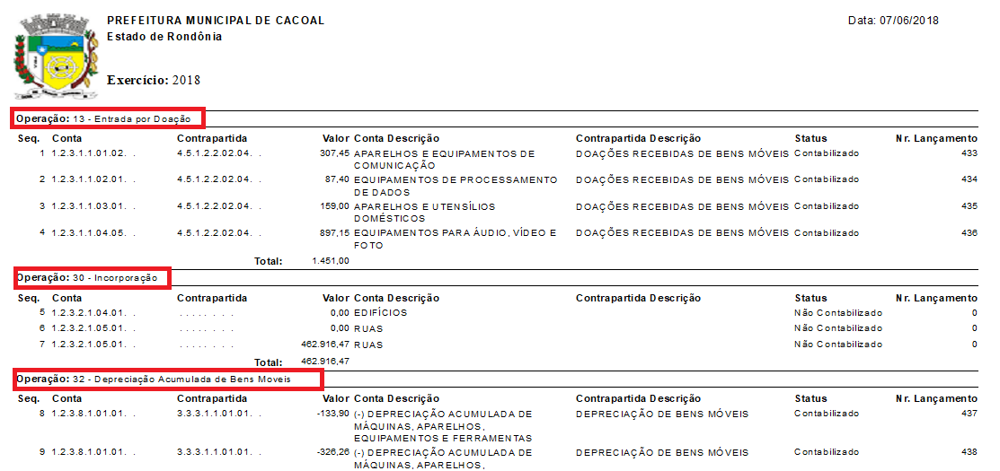 PREFEITURA MUNICIPAL DE CACOAL Data: 07/06/2018
Estado de Rondônia
Exercício: 2018
Operação: 13 - Entrada por Doação
Seq. Conta Contrapartida Valor Conta Descrição Contrapartida Descrição Status Nr. Lançamento
1 1.2.3.1.1.01.02. . 4.5.1.2.2.02.04. . 307,45 APARELHOS E EQUIPAMENTOS DE DOAÇÕES RECEBIDAS DE BENS MÓVEIS Contabilizado 433
COMUNICAÇÃO
2 1.2.3.1.1.02.01. . 4.5.1.2.2.02.04. . 87,40 EQUIPAMENTOS DE PROCESSAMENTO DOAÇÕES RECEBIDAS DE BENS MÓVEIS Contabilizado 434
DE DADOS
3 1.2.3.1.1.03.01. . 4.5.1.2.2.02.04. . 159,00 APARELHOS E UTENSÍLIOS DOAÇÕES RECEBIDAS DE BENS MÓVEIS Contabilizado 435
DOMÉSTICOS
4 1.2.3.1.1.04.05. . 4.5.1.2.2.02.04. . 897,15 EQUIPAMENTOS PARA ÁUDIO, VÍDEO E DOAÇÕES RECEBIDAS DE BENS MÓVEIS Contabilizado 436
FOTO
Total: 1.451,00
Operação: 30 - Incorporação
Seq. Conta Contrapartida Valor Conta Descrição Contrapartida Descrição Status Nr. Lançamento
5 1.2.3.2.1.04.01. . . . . . . . . . 0,00 EDIFÍCIOS Não Contabilizado 0
6 1.2.3.2.1.05.01. . . . . . . . . . 0,00 RUAS Não Contabilizado 0
7 1.2.3.2.1.05.01. . . . . . . . . . 462.916,47 RUAS Não Contabilizado 0
Total: 462.916,47
Operação: 32 - Depreciação Acumulada de Bens Moveis
Seq. Conta Contrapartida Valor Conta Descrição Contrapartida Descrição Status Nr. Lançamento
8 1.2.3.8.1.01.01. . 3.3.3.1.1.01.01. . -133,90 (-) DEPRECIAÇÃO ACUMULADA DE DEPRECIAÇÃO DE BENS MÓVEIS Contabilizado 437
MÁQUINAS, APARELHOS,
EQUIPAMENTOS E FERRAMENTAS
9 1.2.3.8.1.01.01. . 3.3.3.1.1.01.01. . -326,26 (-) DEPRECIAÇÃO ACUMULADA DE DEPRECIAÇÃO DE BENS MÓVEIS Contabilizado 438
MÁQUINAS, APARELHOS,